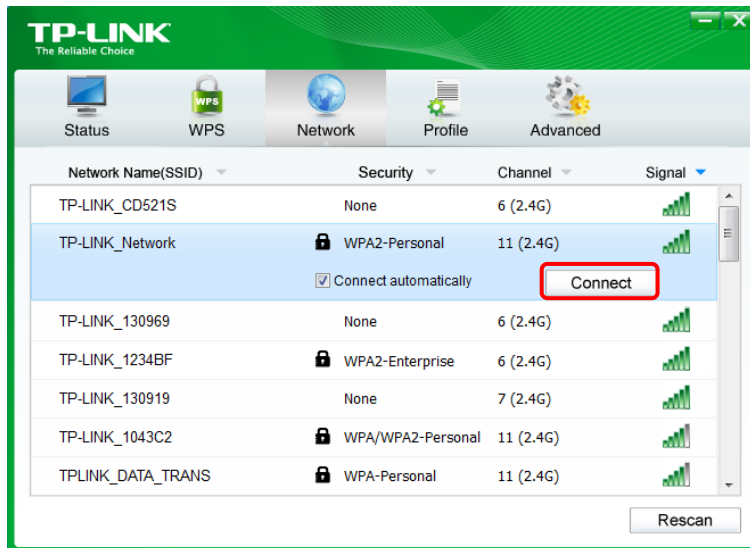 TP-LINK
The Reliable Choice
WPS
Status WPS Network Profile Advanced
Network Name(SSID) Security Channel Signal
TP-LINK_CD521S None 6 (2.4G)
TP-LINK_Network WPA2-Personal 11 (2.4G)
Connect automatically Connect
TP-LINK_130969 None 6 (2.4G)
TP-LINK_1234BF WPA2-Enterprise 6 (2.4G)
TP-LINK_130919 None 7 (2.4G)
TP-LINK_1043C2 WPA/WPA2-Personal 11 (2.4G)
TPLINK_DATA_TRANS WPA-Personal 11 (2.4G)
Rescan